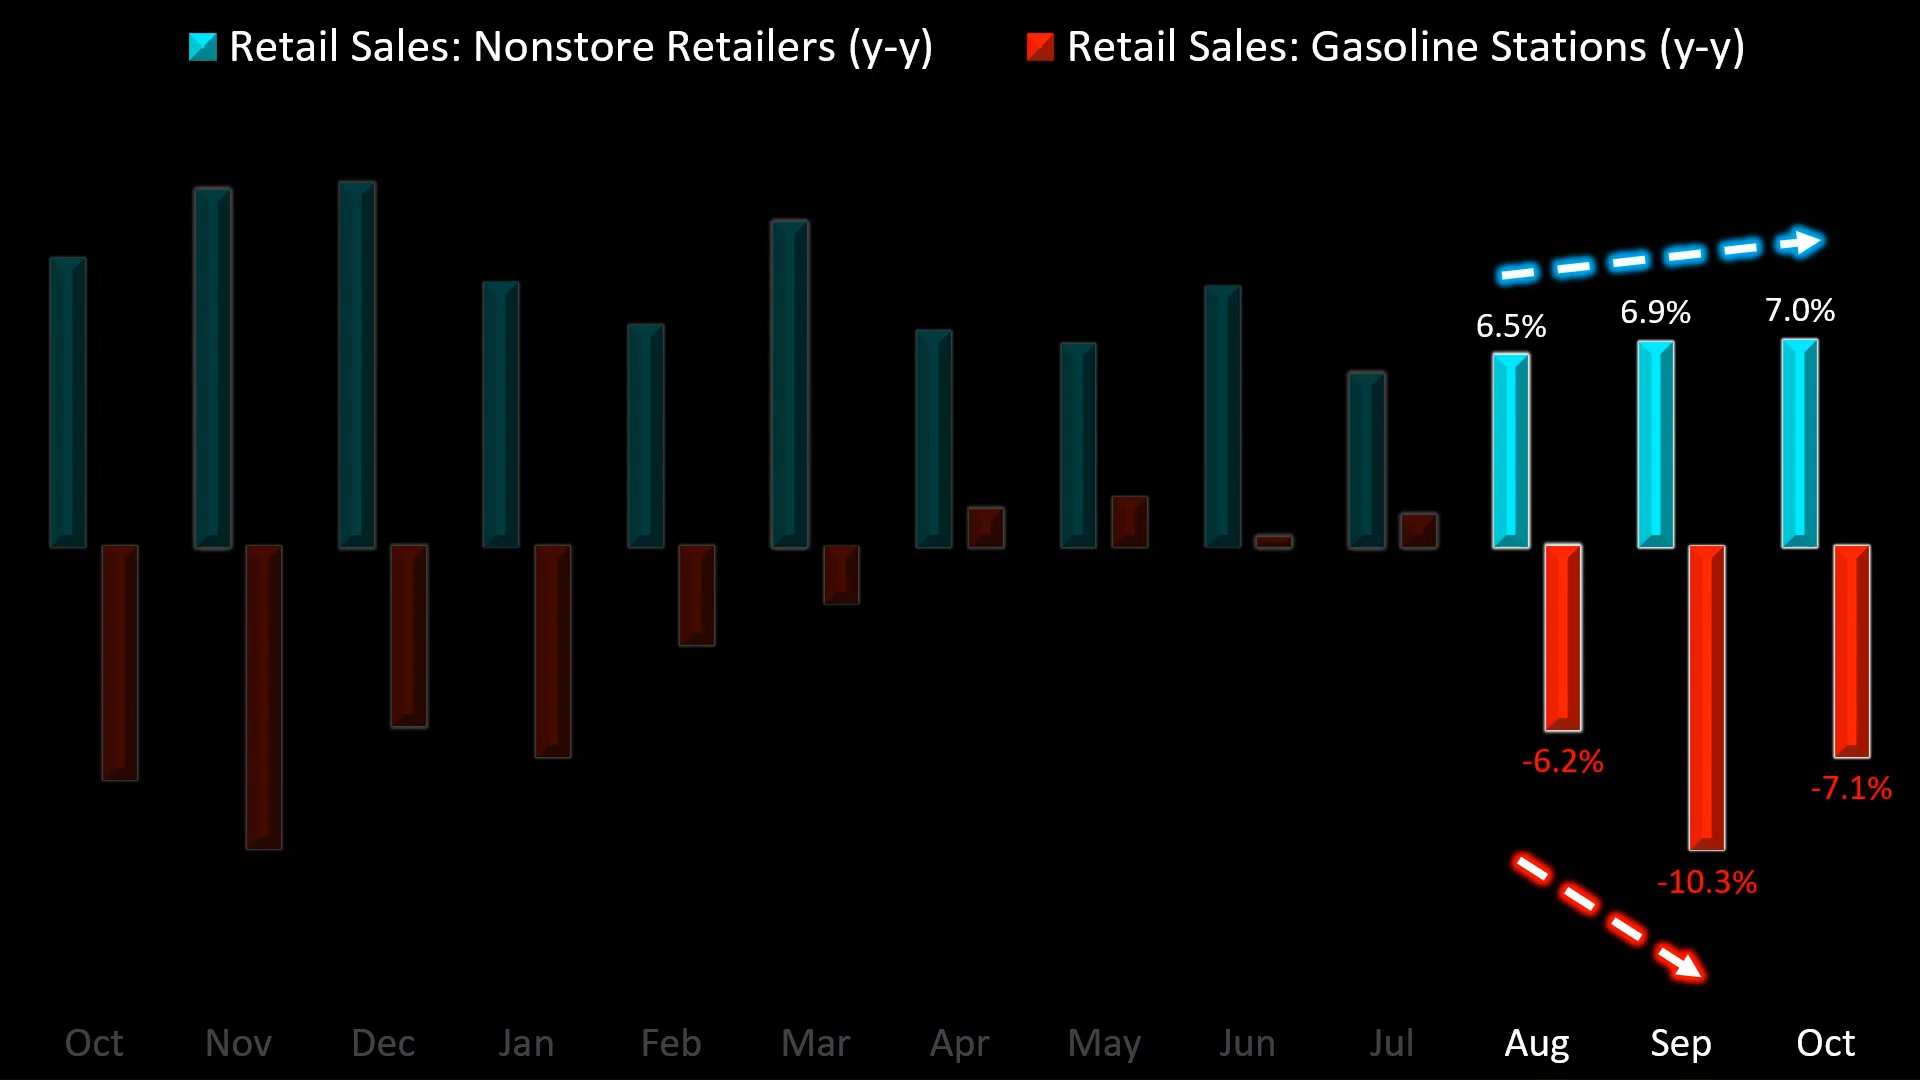 Retail Sales: Nonstore Retailers (y-y) Retail Sales: Gasoline Stations (y-y)
6.5% 6.9% 7.0%
-6.2% -10.3% -7.1%
Oct Nov Dec Jan Feb Mar Apr May Jun Jul Aug Sep Oct